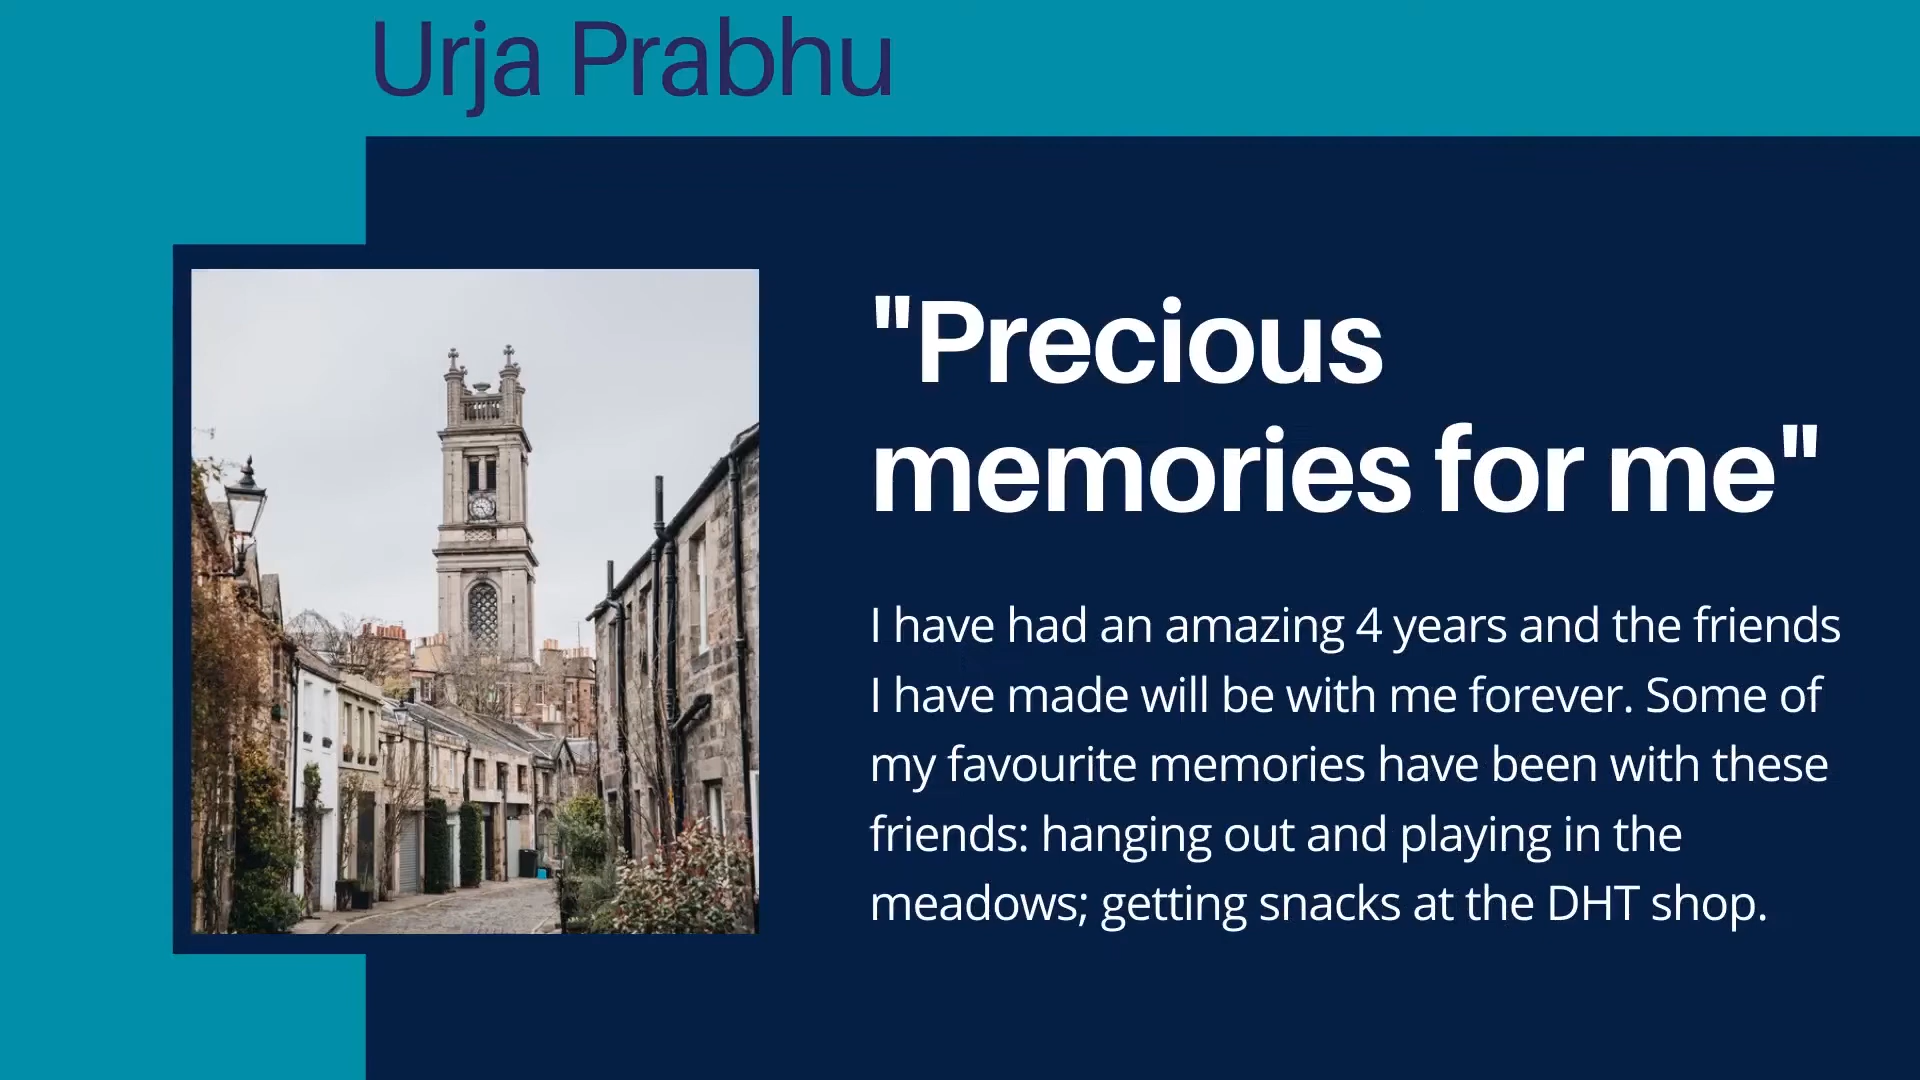 Urja Prabhu
"Precious
memories for me"
I have had an amazing 4 years and the friends
I have made will be with me forever. Some of
my favourite memories have been with these
friends: hanging out and playing in the
meadows; getting snacks at the DHT shop.